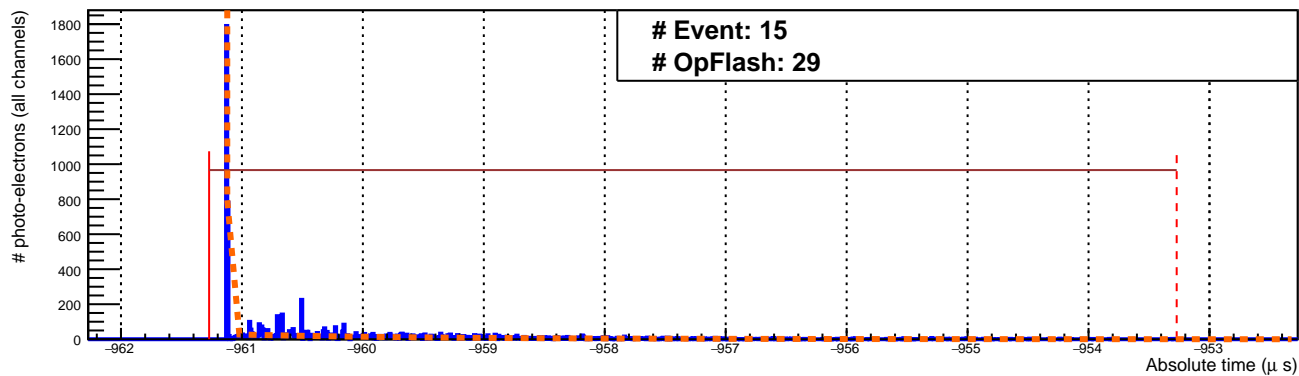 # Event: 15
# OpFlash: 29
# photo-electrons (all channels)
1800
1600
1400
1200
1000
800
600
400
200
0
−962 −961 −960 −959 −958 −957 −956 −955 −954 −953
Absolute time (μ s)